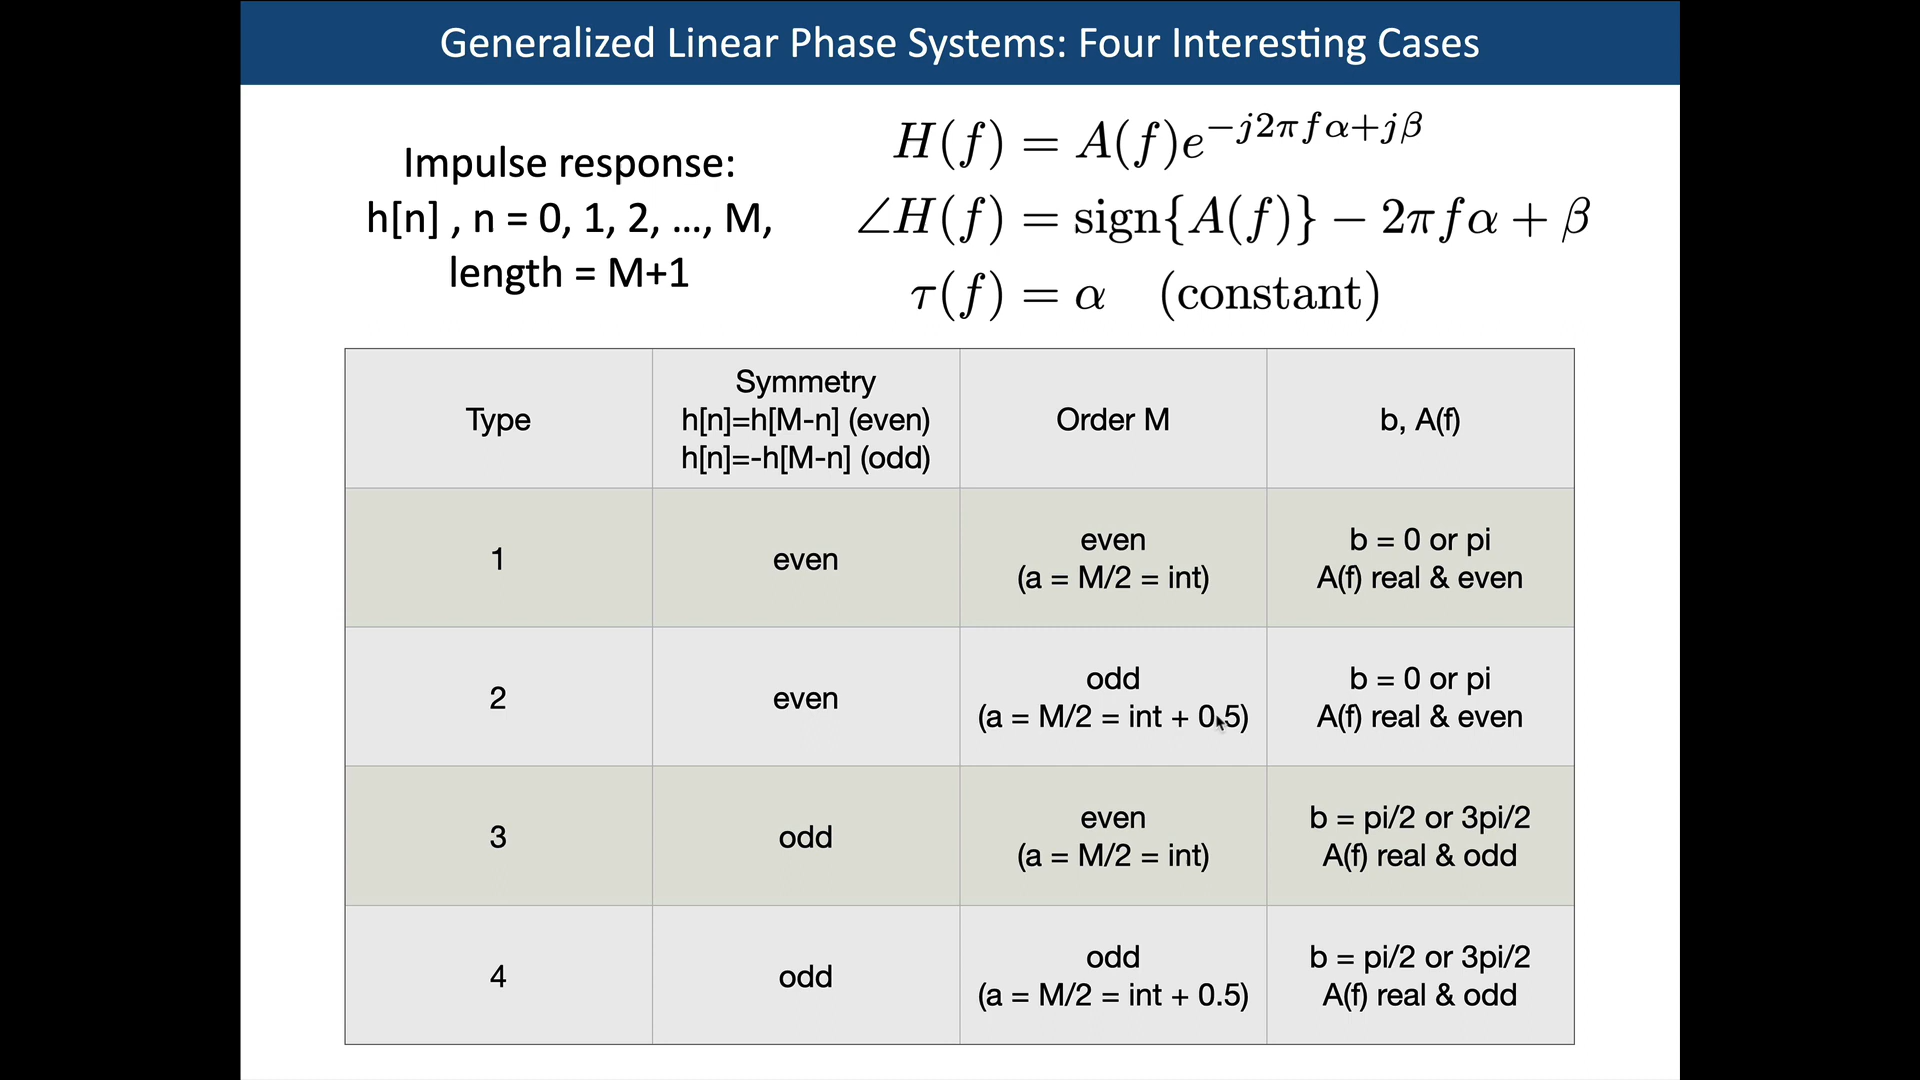 Generalized Linear Phase Systems: Four Interesting Cases
Impulse response:
h[n] , n = 0, 1, 2, ..., M,
length = M+1
H(f) = A(f)e^{−j2πfα+jβ}
∠H(f) = sign{A(f)} − 2πfα + β
τ(f) = α (constant)
Type
Symmetry
h[n]=h[M-n] (even)
h[n]=-h[M-n] (odd)
Order M
b, A(f)
1
even
even
(a = M/2 = int)
b = 0 or pi
A(f) real & even
2
even
odd
(a = M/2 = int + 0.5)
b = 0 or pi
A(f) real & even
3
odd
even
(a = M/2 = int)
b = pi/2 or 3pi/2
A(f) real & odd
4
odd
odd
(a = M/2 = int + 0.5)
b = pi/2 or 3pi/2
A(f) real & odd